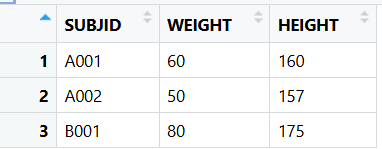 SUBJID WEIGHT HEIGHT
1 A001 60 160
2 A002 50 157
3 B001 80 175